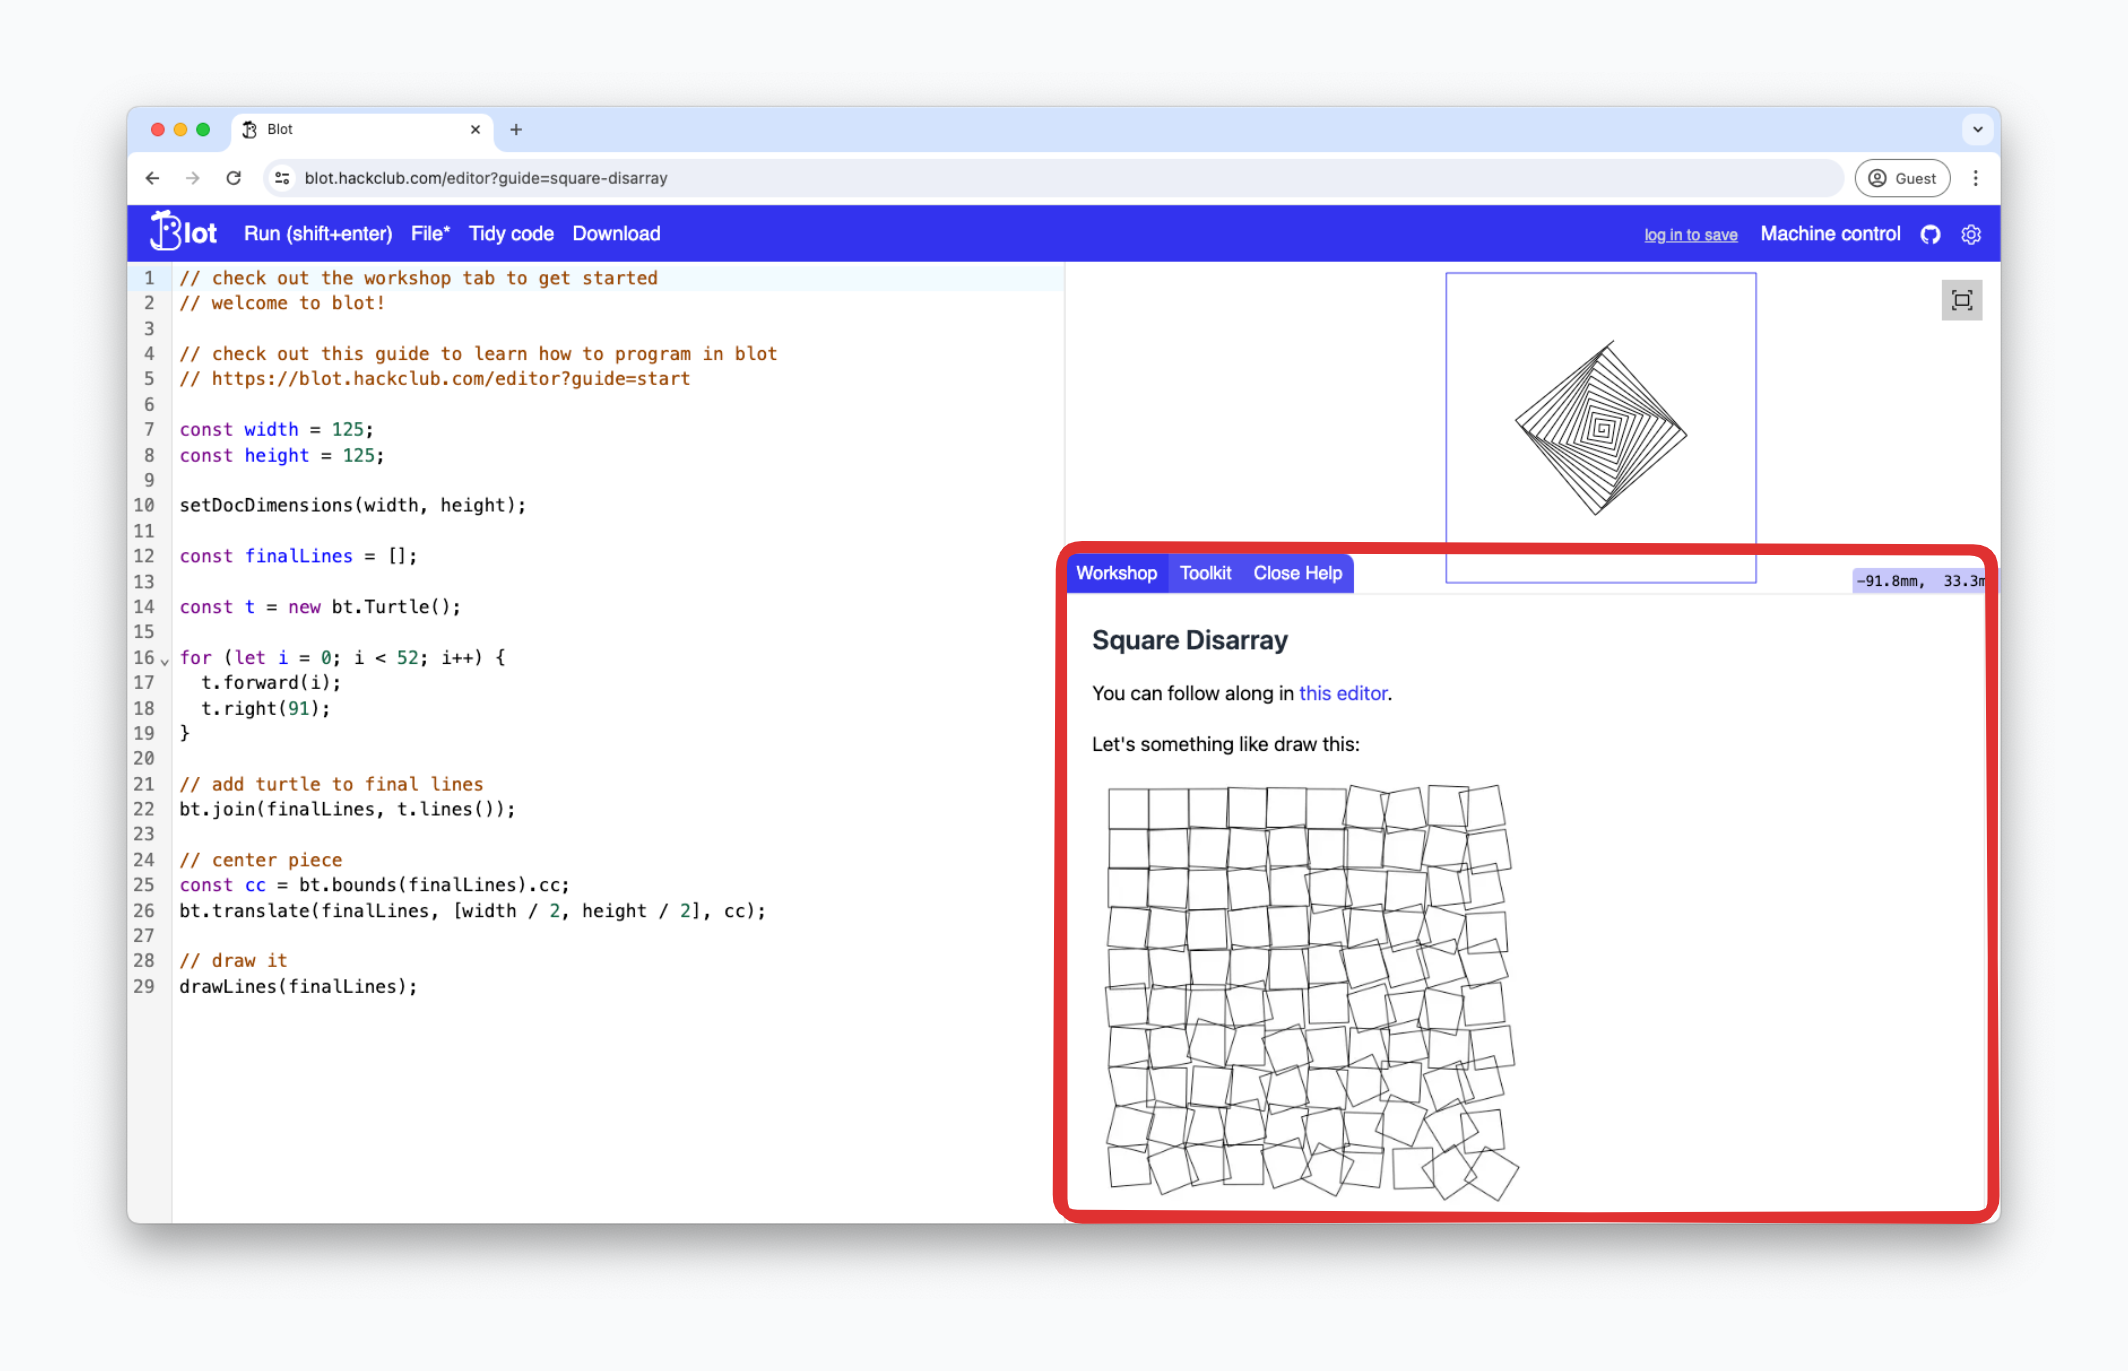 Blot
blot.hackclub.com/editor?guide=square-disarray
Guest
Blot
Run (shift+enter)
File*
Tidy code
Download
log in to save
Machine control
1 // check out the workshop tab to get started
2 // welcome to blot!
3
4 // check out this guide to learn how to program in blot
5 // https://blot.hackclub.com/editor?guide=start
6
7 const width = 125;
8 const height = 125;
9
10 setDocDimensions(width, height);
11
12 const finalLines = [];
13
14 const t = new bt.Turtle();
15
16 for (let i = 0; i < 52; i++) {
17 t.forward(i);
18 t.right(91);
19 }
20
21 // add turtle to final lines
22 bt.join(finalLines, t.lines());
23
24 // center piece
25 const cc = bt.bounds(finalLines).cc;
26 bt.translate(finalLines, [width / 2, height / 2], cc);
27
28 // draw it
29 drawLines(finalLines);
Workshop
Toolkit
Close Help
-91.8mm, 33.3m
Square Disarray
You can follow along in this editor.
Let's something like draw this: